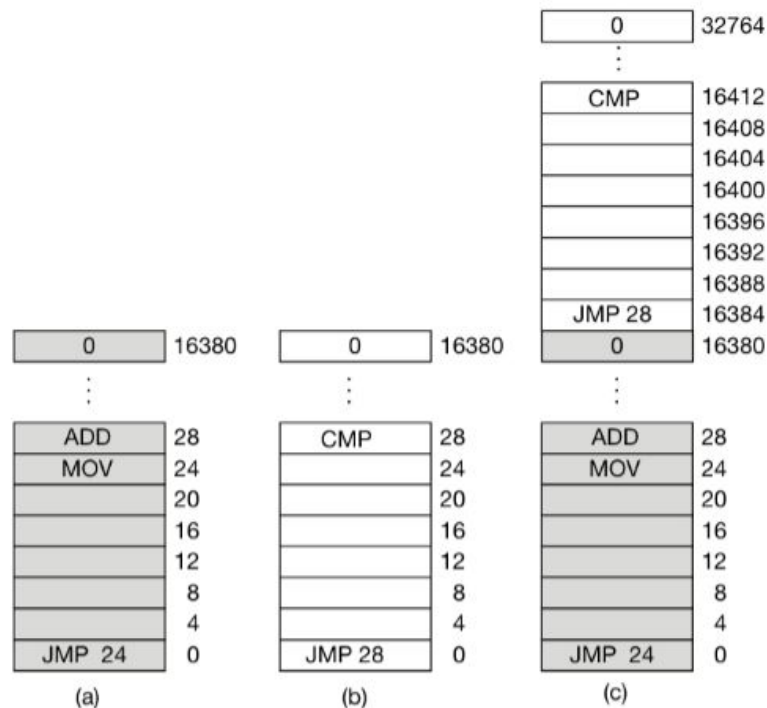 0 32764
CMP 16412
16408
16404
16400
16396
16392
16388
JMP 28 16384
0 16380 0 16380 0 16380
ADD 28 CMP 28 ADD 28
MOV 24 24 MOV 24
20 20 20
16 16 16
12 12 12
8 8 8
4 4 4
JMP 24 0 JMP 28 0 JMP 24 0
(a) (b) (c)